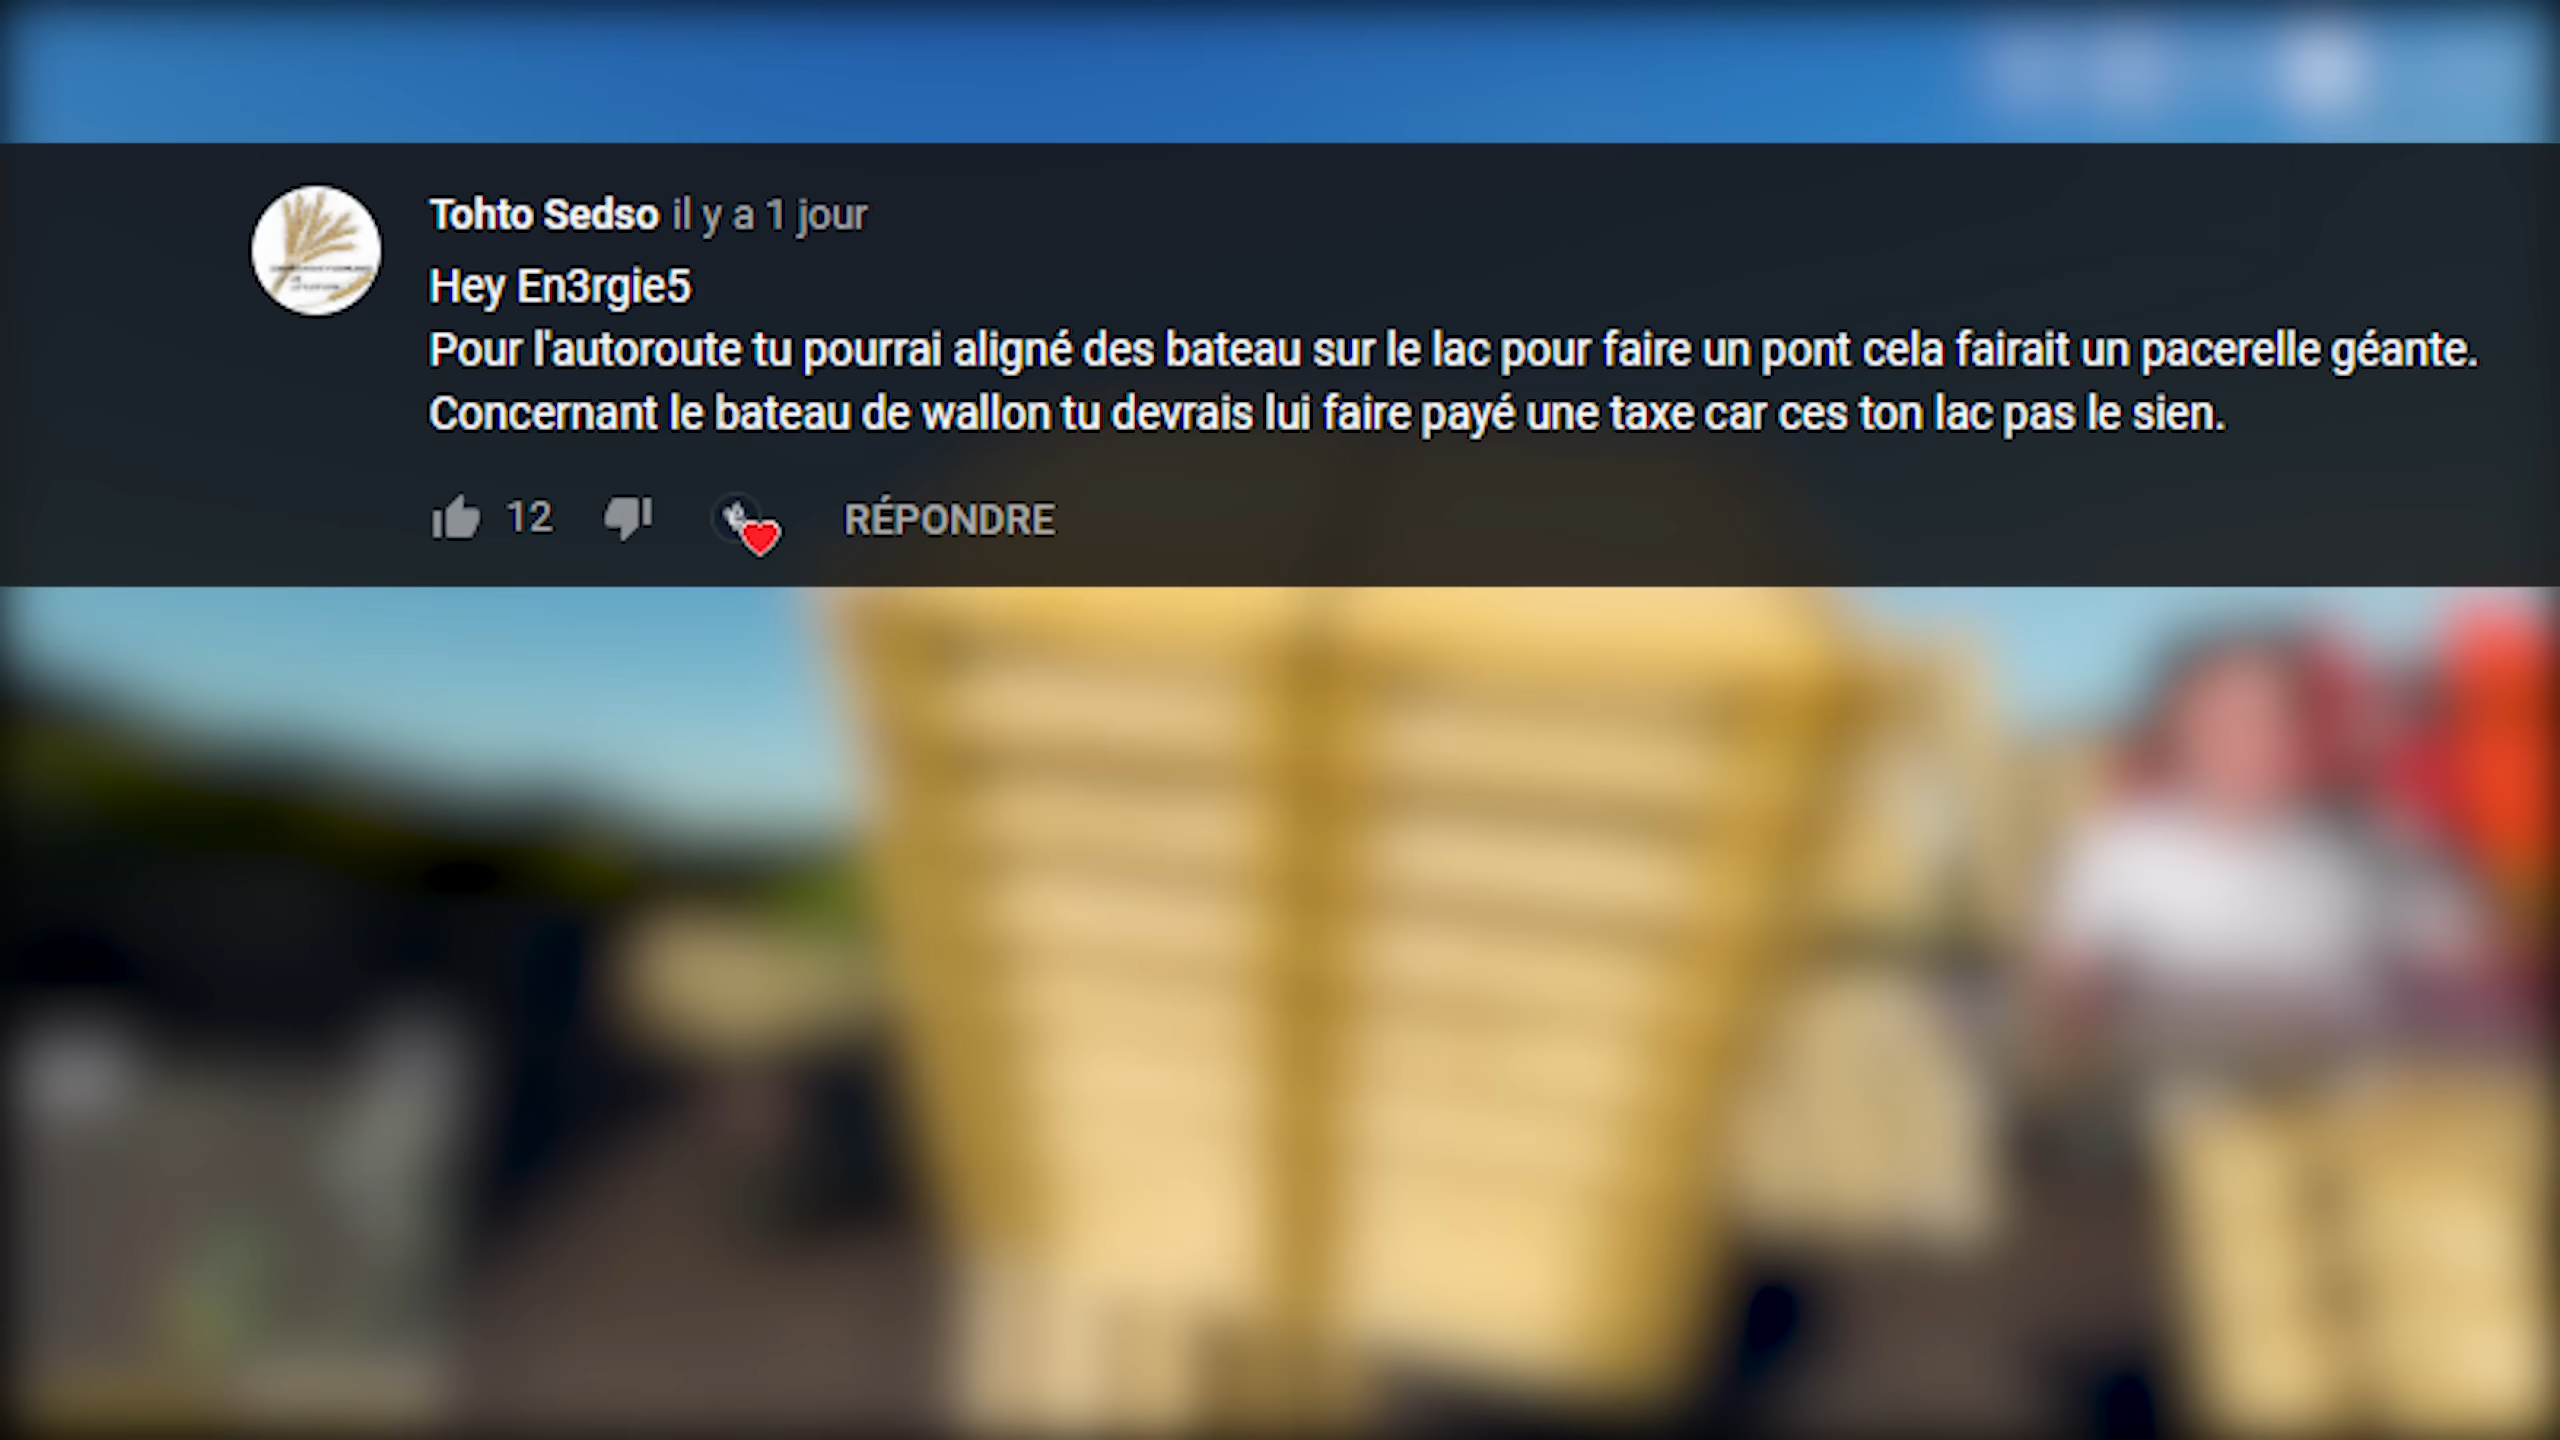 Tohto Sedso il y a 1 jour
Hey En3rgie5
Pour l'autoroute tu pourrai aligné des bateau sur le lac pour faire un pont cela fairait un pacerelle géante.
Concernant le bateau de wallon tu devrais lui faire payé une taxe car ces ton lac pas le sien.
12 RÉPONDRE